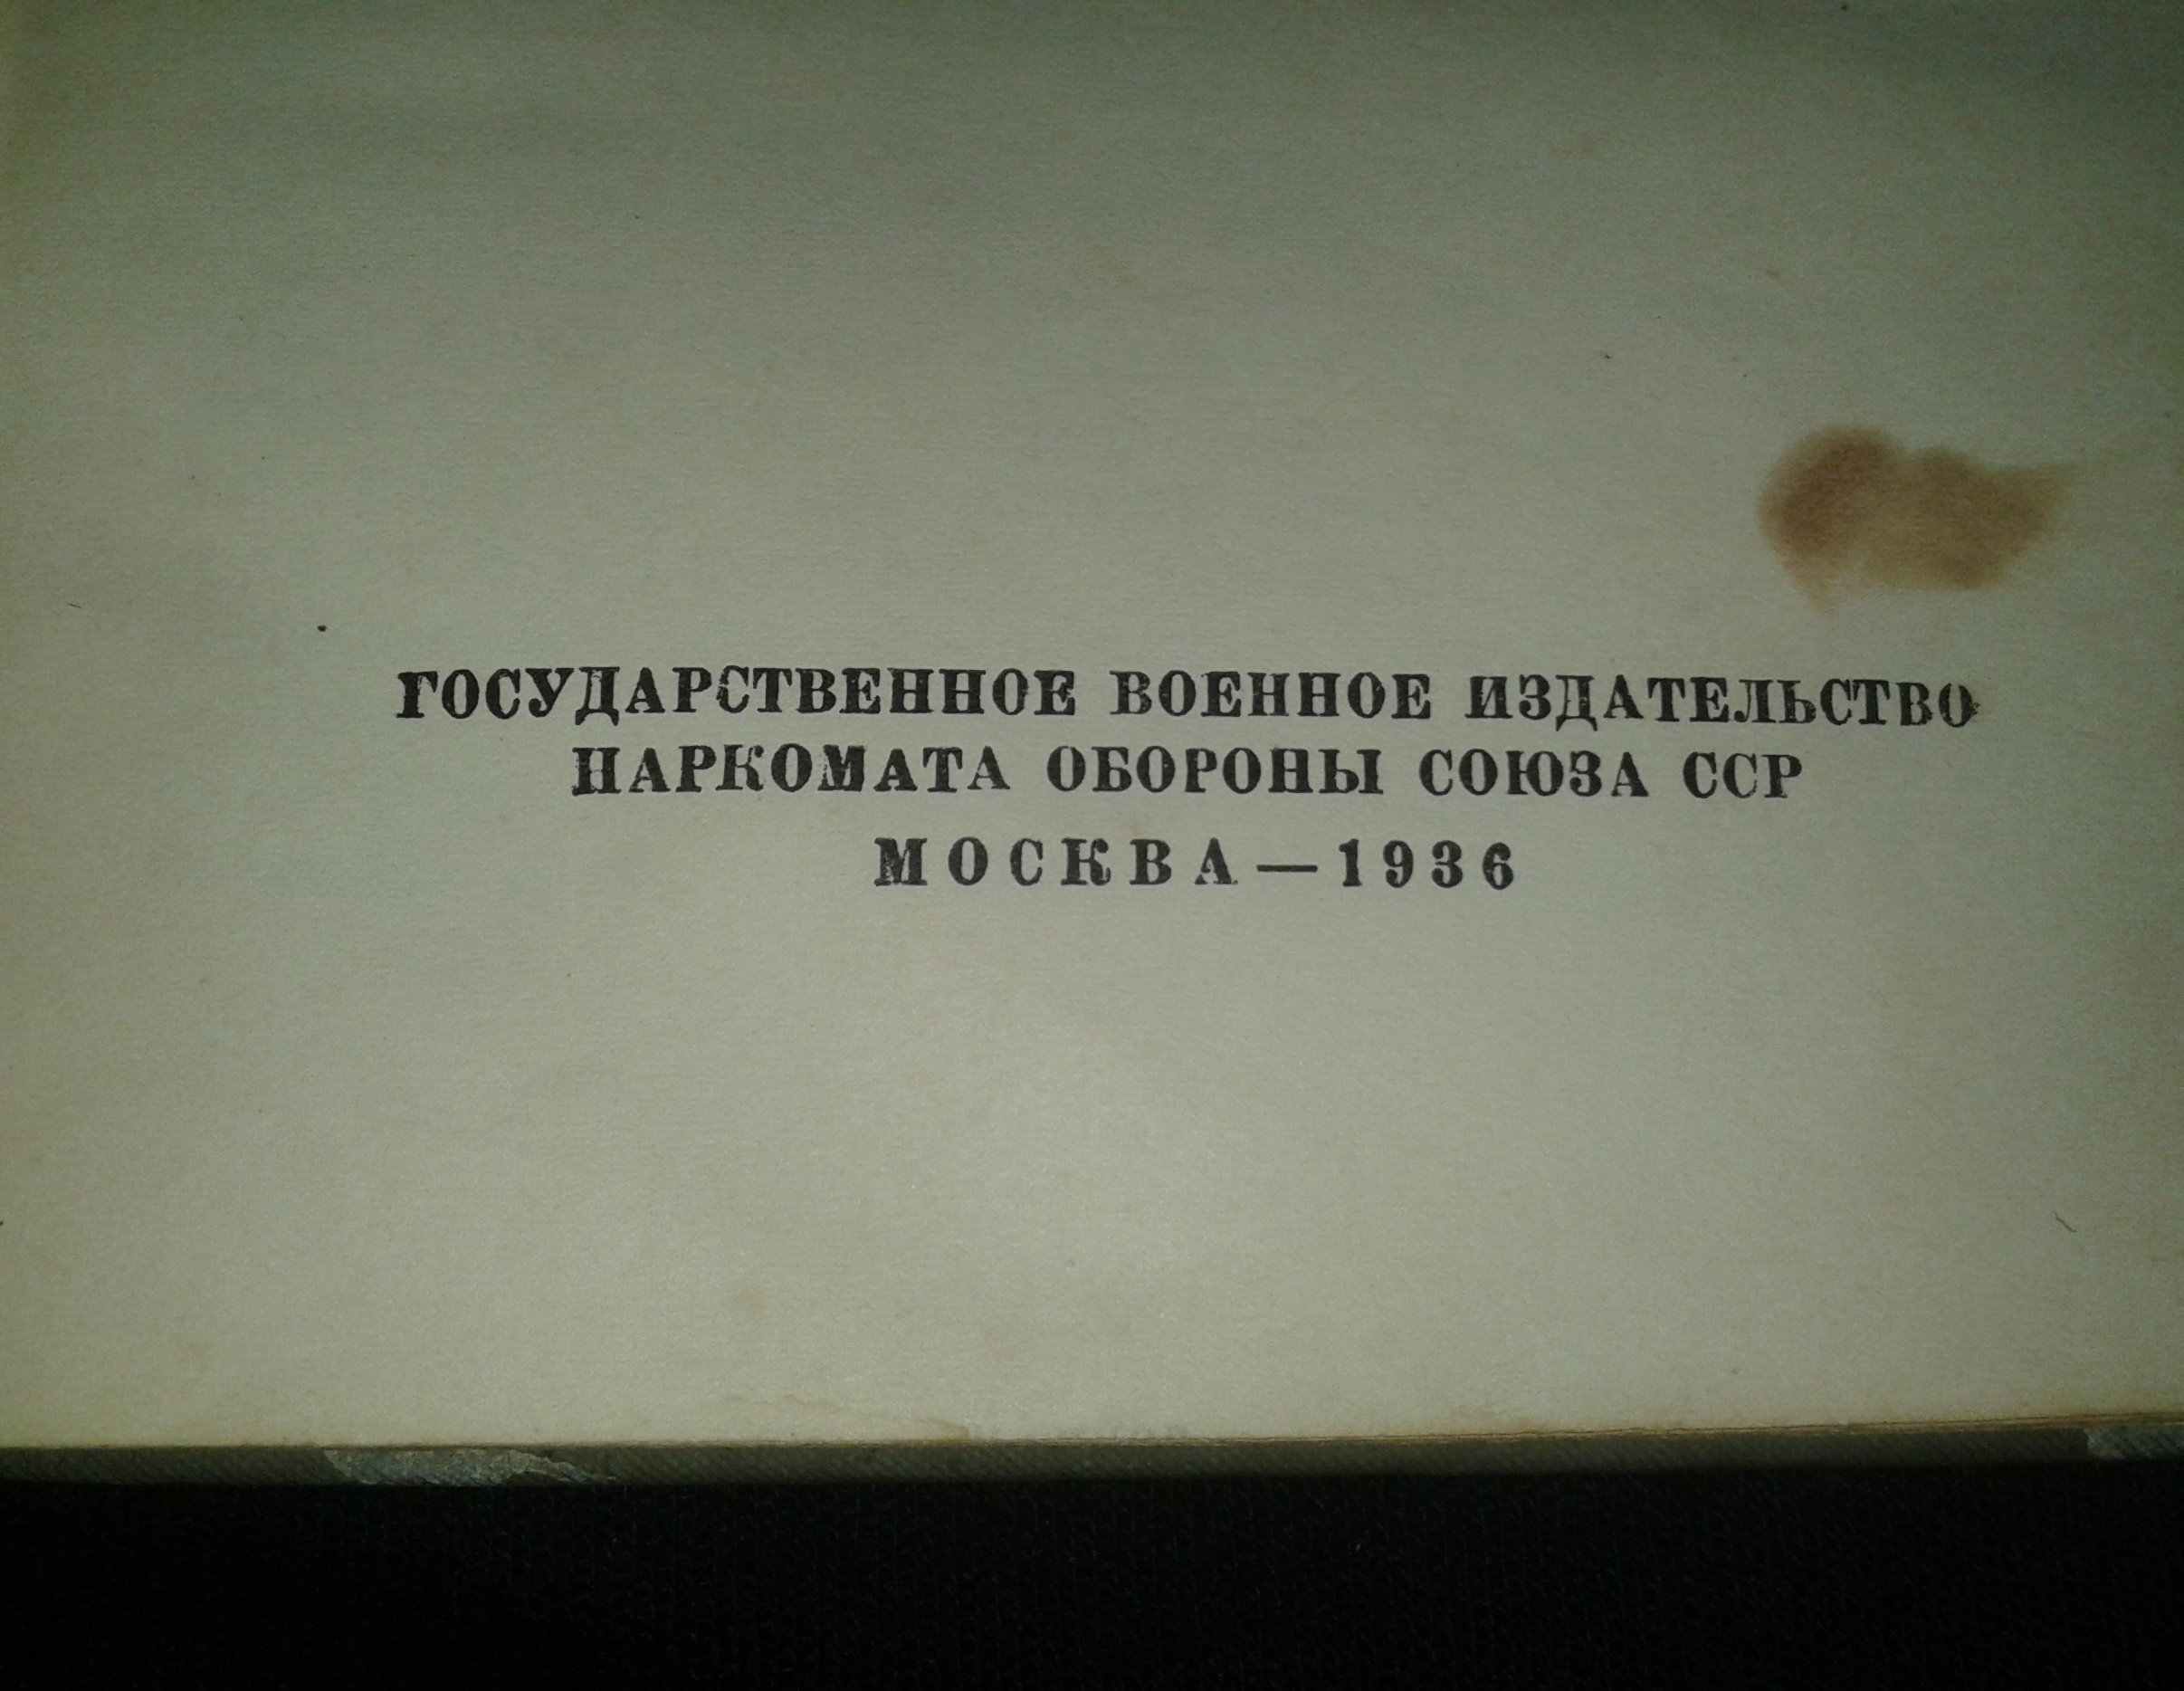 ГОСУДАРСТВЕННОЕ ВОЕННОЕ ИЗДАТЕЛЬСТВО
НАРКОМАТА ОБОРОНЫ СОЮЗА ССР
МОСКВА—1936